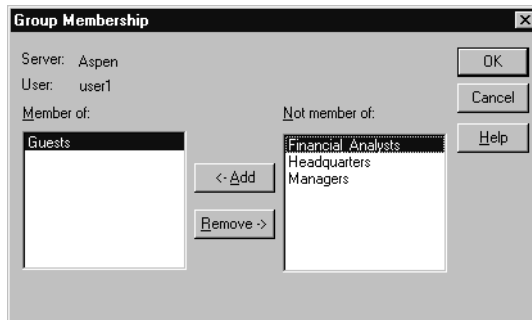 Group Membership
Server: Aspen
User: user1
Member of:
Guests
<- Add
Remove ->
Not member of:
Financial Analysts
Headquarters
Managers
OK
Cancel
Help